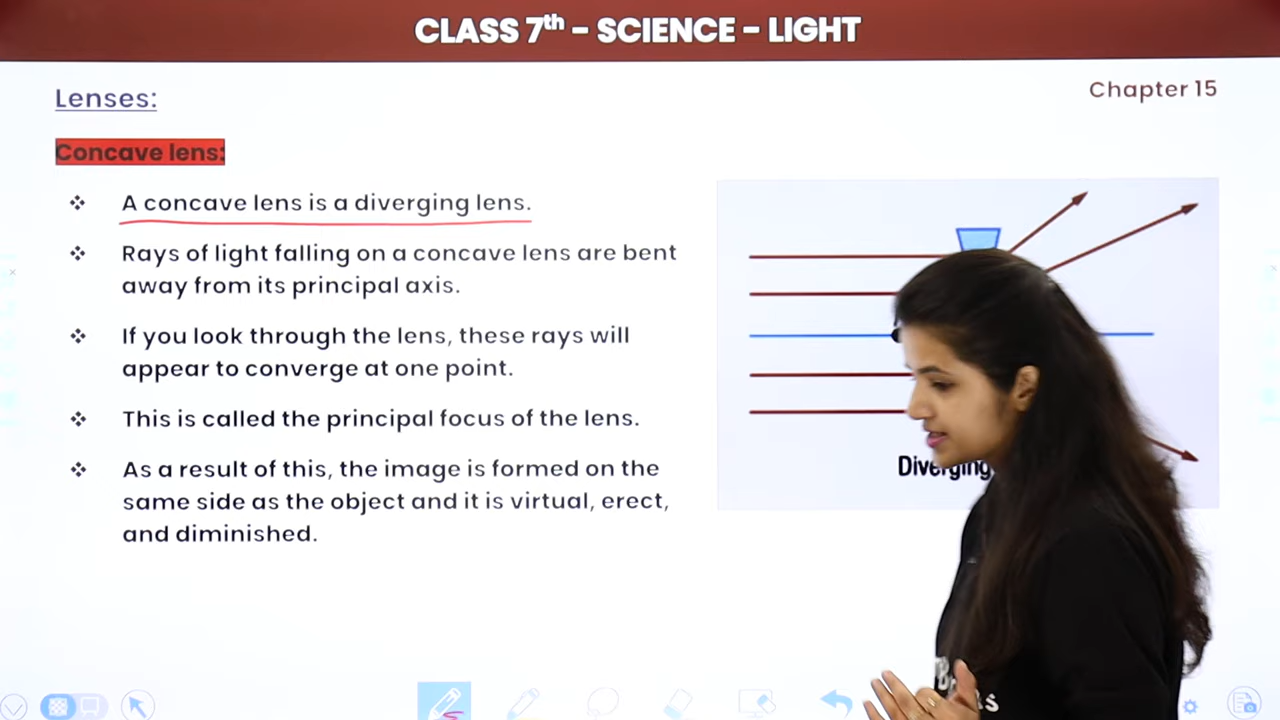 CLASS 7th - SCIENCE - LIGHT
Lenses:
Chapter 15
Concave lens:
❖ A concave lens is a diverging lens.
❖ Rays of light falling on a concave lens are bent
away from its principal axis.
❖ If you look through the lens, these rays will
appear to converge at one point.
❖ This is called the principal focus of the lens.
❖ As a result of this, the image is formed on the
same side as the object and it is virtual, erect,
and diminished.
Diverging